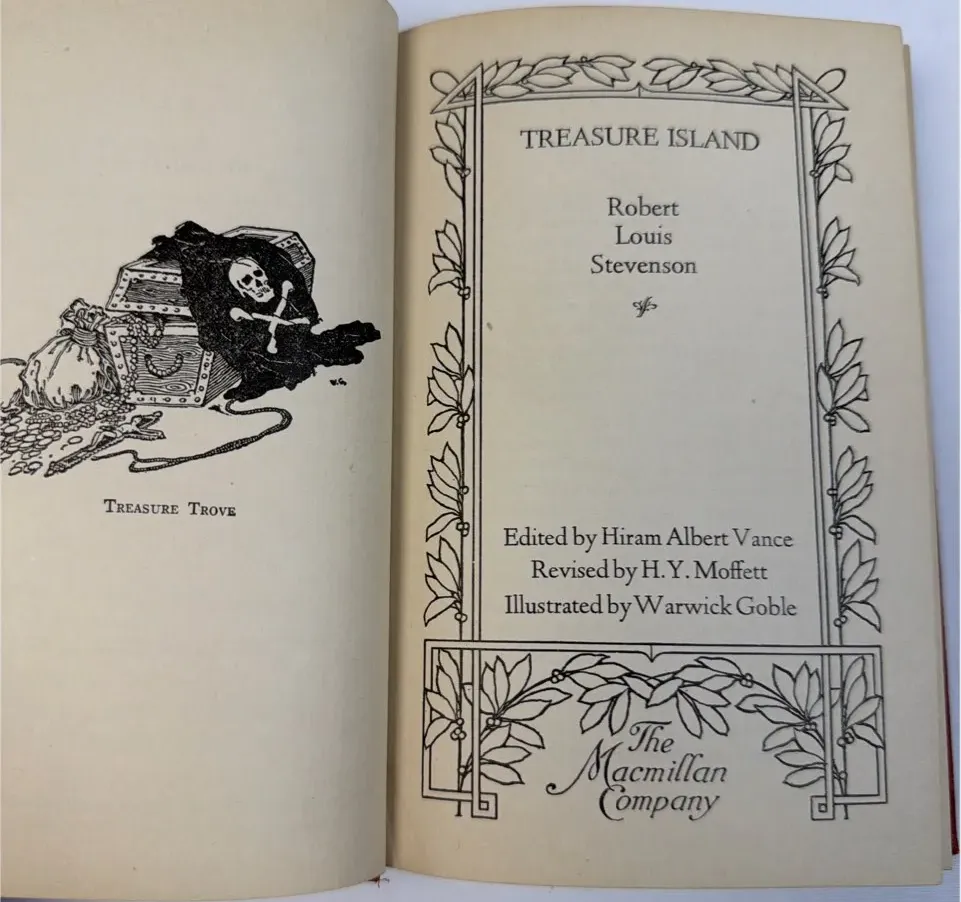 Treasure Trove
TREASURE ISLAND
Robert
Louis
Stevenson
Edited by Hiram Albert Vance
Revised by H. Y. Moffett
Illustrated by Warwick Goble
The
Macmillan
Company